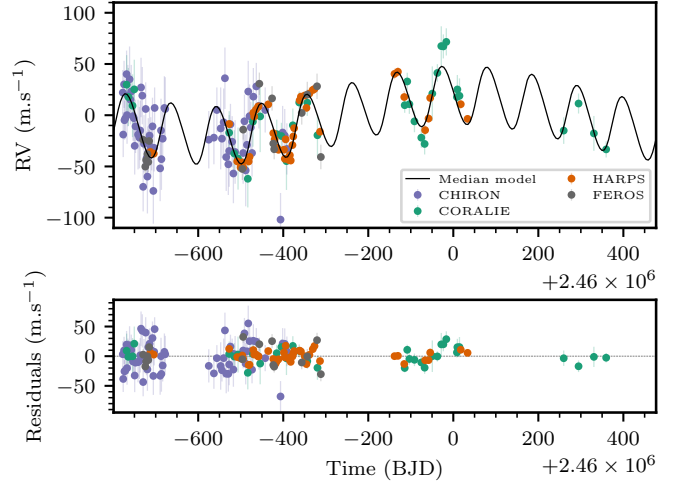 100
50
0
−50
−100
RV (m.s⁻¹)
Median model
CHIRON
CORALIE
HARPS
FEROS
−600 −400 −200 0 200 400
+2.46 × 10⁶
50
0
−50
Residuals (m.s⁻¹)
−600 −400 −200 0 200 400
Time (BJD)
+2.46 × 10⁶